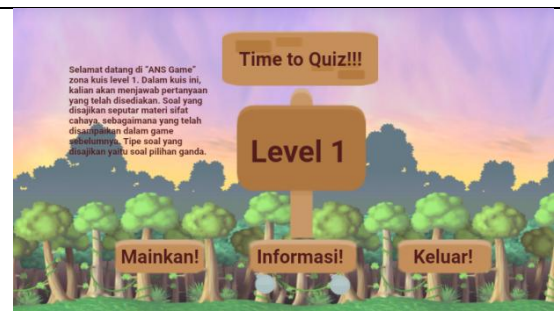 Time to Quiz!!!
Selamat datang di "ANS Game"
zona kuis level 1. Dalam kuis ini,
kalian akan menjawab pertanyaan
yang telah disediakan. Soal yang
disajikan seputar materi sifat
cahaya, sebagaimana yang telah
disampaikan dalam game
sebelumnya. Tipe soal yang
disajikan yaitu soal pilihan ganda.
Level 1
Mainkan!
Informasi!
Keluar!